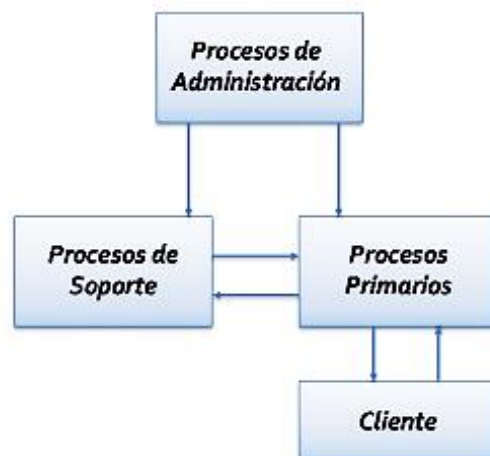 Procesos de
Administración
Procesos de
Soporte
Procesos
Primarios
Cliente